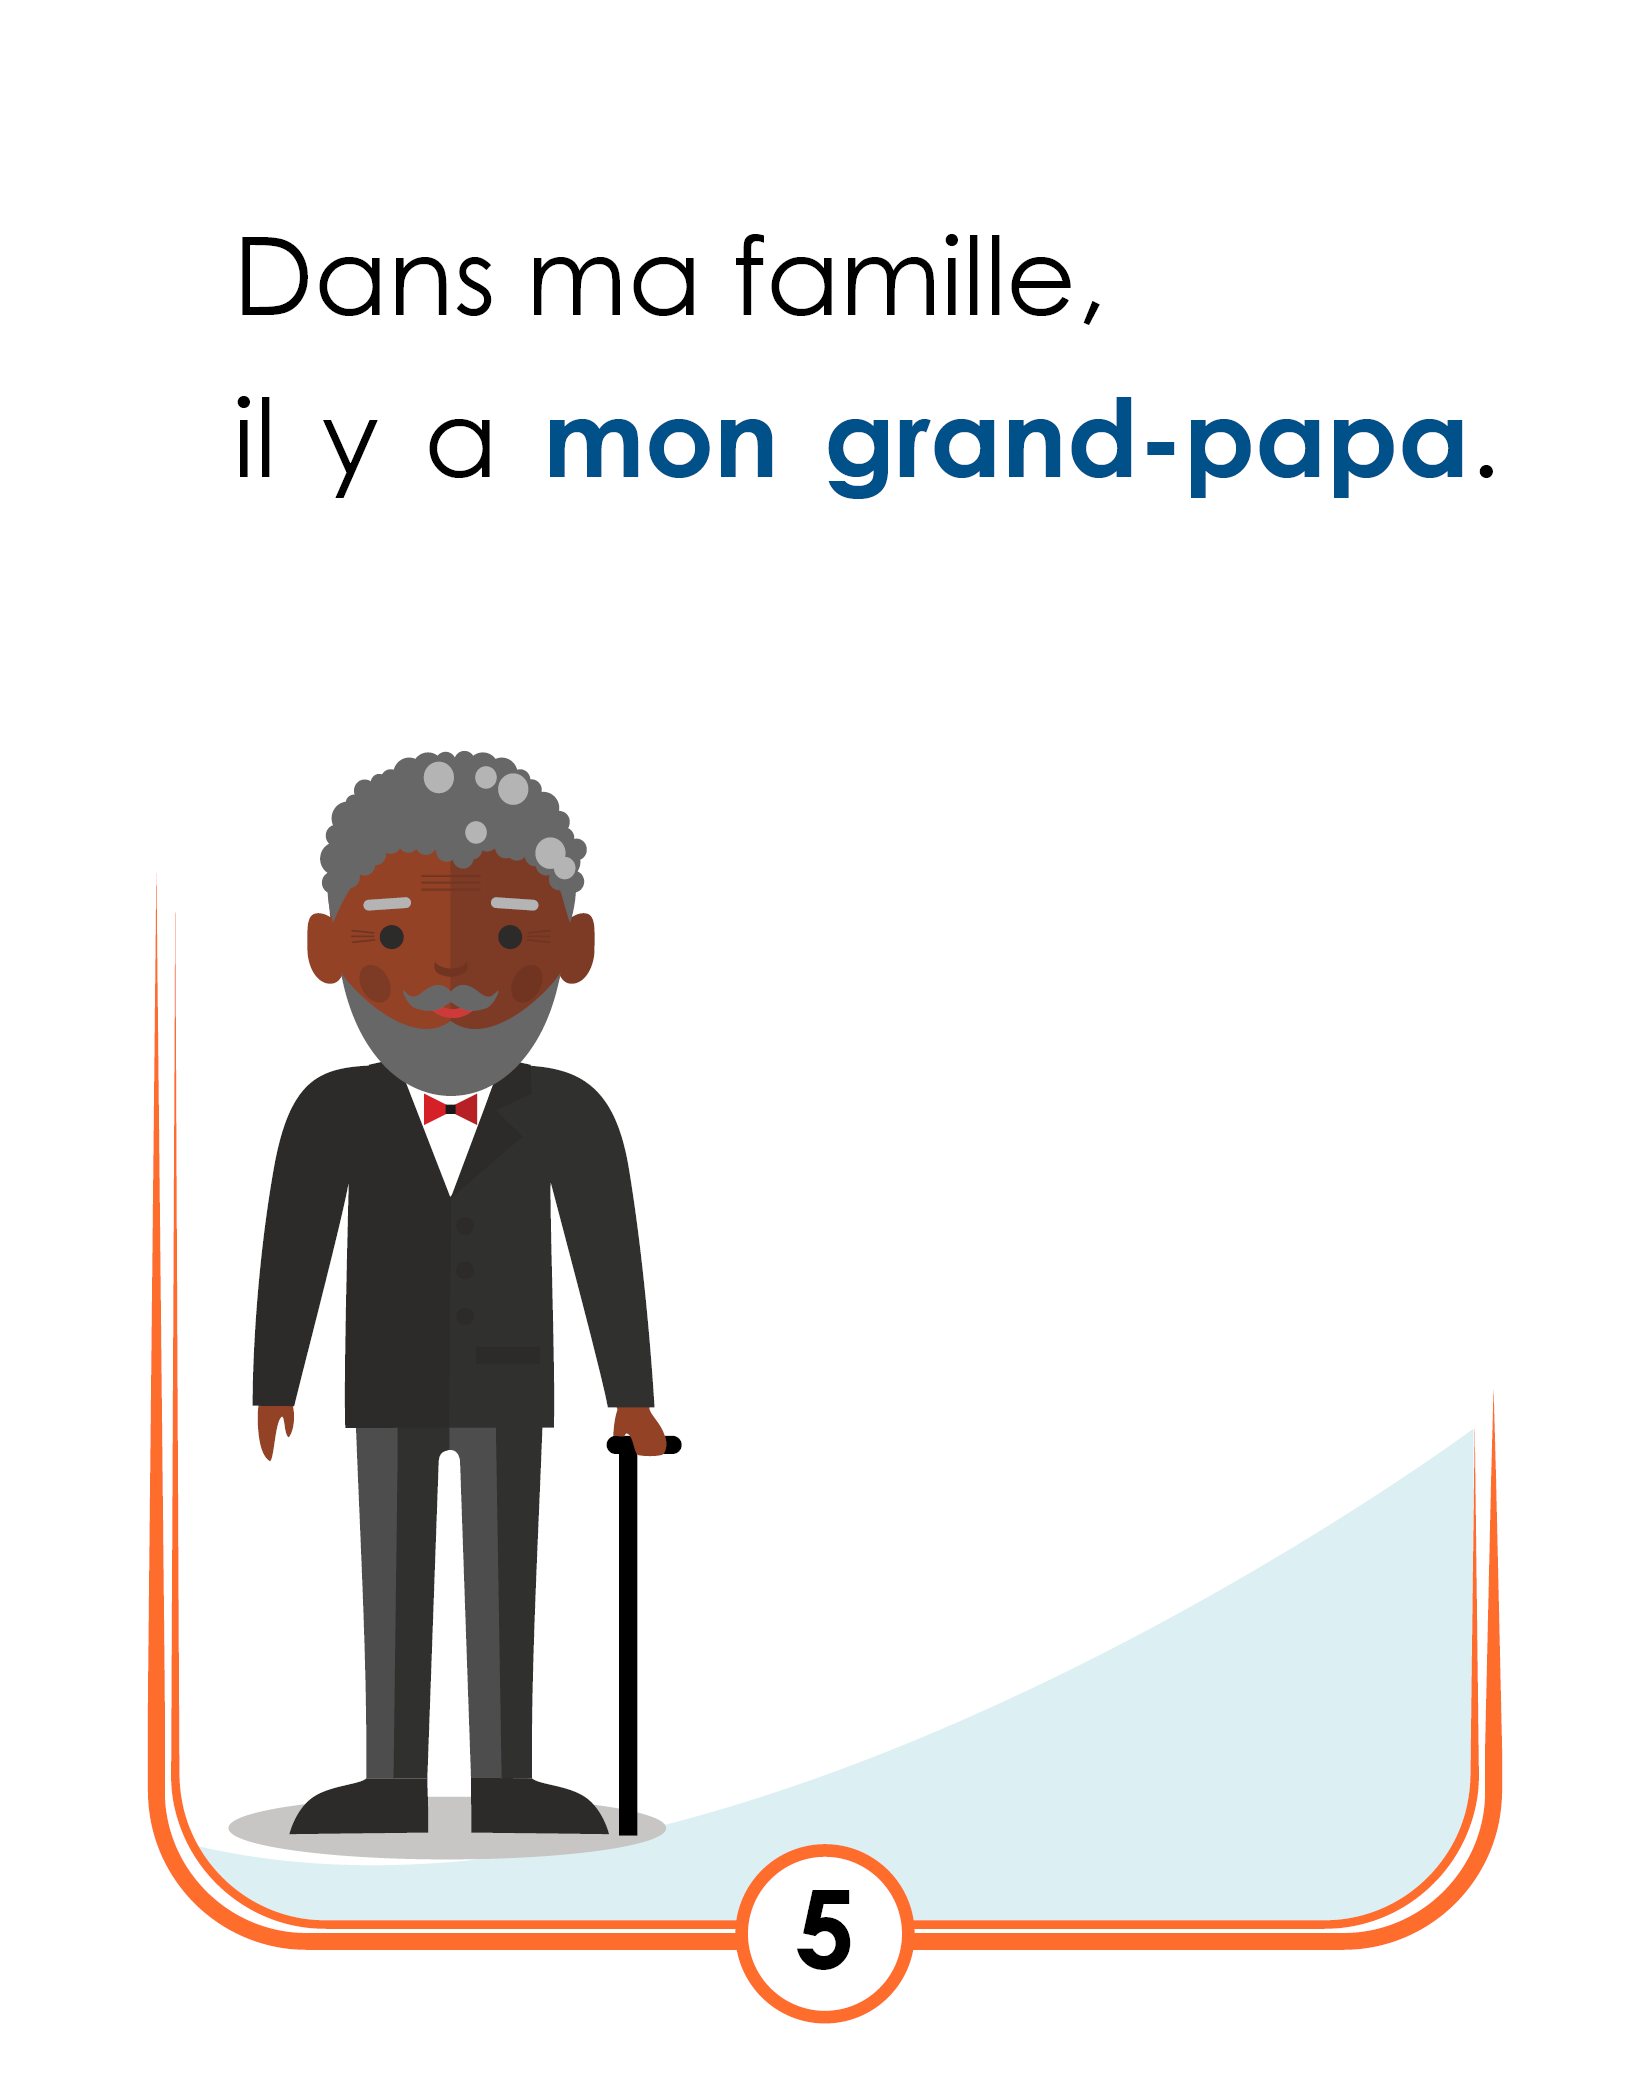 Dans ma famille,
il y a mon grand-papa.
5